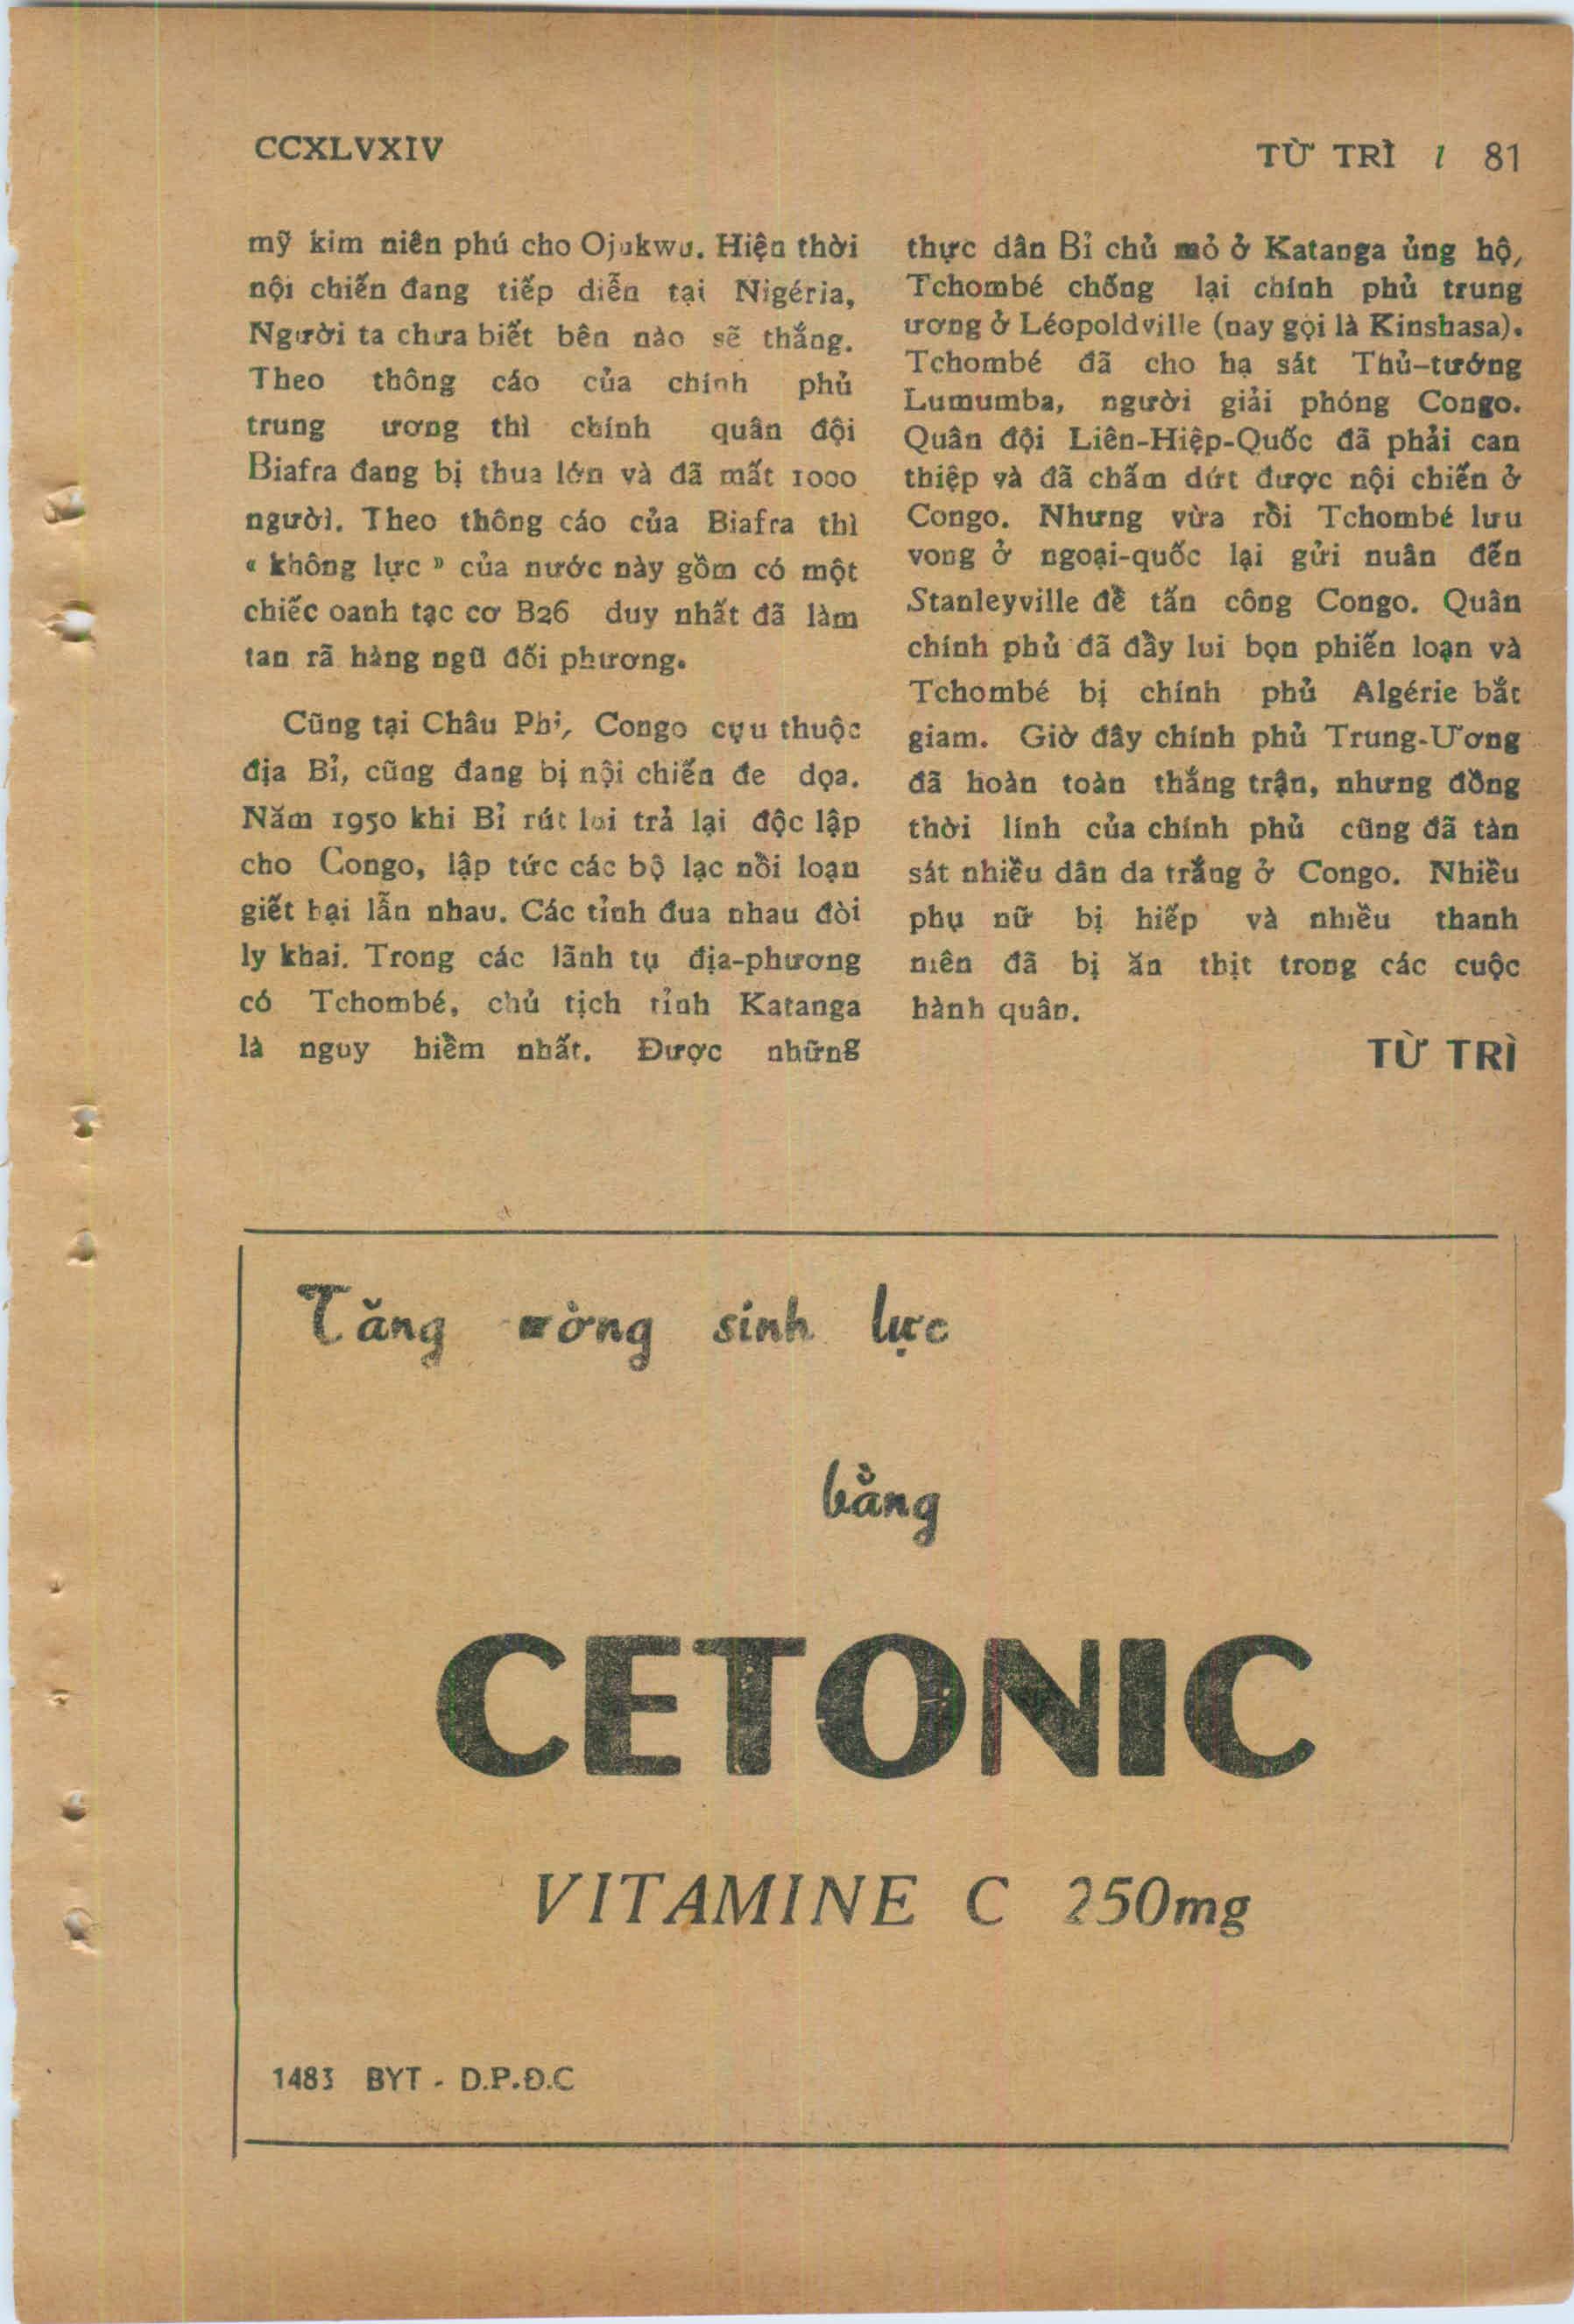 CCXLVXIV
TỪ TRÌ / 81
mỹ kim niên phú cho Ojukwu. Hiện thời
nội chiến đang tiếp diễn tại Nigéria,
Người ta chưa biết bên nào sẽ thắng.
Theo thông cáo của chính phủ
trung ương thì chính quân đội
Biafra đang bị thua lớn và đã mất 1000
người. Theo thông cáo của Biafra thì
« không lực » của nước này gồm có một
chiếc oanh tạc cơ B26 duy nhất đã làm
tan rã hàng ngũ đối phương.
Cũng tại Châu Phi, Congo cựu thuộc
địa Bỉ, cũng đang bị nội chiến đe dọa.
Năm 1950 khi Bỉ rút lui trả lại độc lập
cho Congo, lập tức các bộ lạc nổi loạn
giết hại lẫn nhau. Các tỉnh đua nhau đòi
ly khai. Trong các lãnh tụ địa-phương
có Tchombé, chủ tịch tỉnh Katanga
là nguy hiểm nhất. Được những
thực dân Bỉ chủ mỏ ở Katanga ủng hộ,
Tchombé chống lại chính phủ trung
ương ở Léopoldville (nay gọi là Kinshasa).
Tchombé đã cho hạ sát Thủ-tướng
Lumumba, người giải phóng Congo.
Quân đội Liên-Hiệp-Quốc đã phải can
thiệp và đã chấm dứt được nội chiến ở
Congo. Nhưng vừa rồi Tchombé lưu
vong ở ngoại-quốc lại gửi nuân đến
Stanleyville để tấn công Congo. Quân
chính phủ đã đẩy lui bọn phiến loạn và
Tchombé bị chính phủ Algérie bắt
giam. Giờ đây chính phủ Trung-Ương
đã hoàn toàn thắng trận, nhưng đồng
thời lính của chính phủ cũng đã tàn
sát nhiều dân da trắng ở Congo. Nhiều
phụ nữ bị hiếp và nhiều thanh
niên đã bị ăn thịt trong các cuộc
hành quân.
TỪ TRÌ
Tăng sinh lực
bằng
CETONIC
VITAMINE C 250mg
1483 BYT - D.P.Đ.C